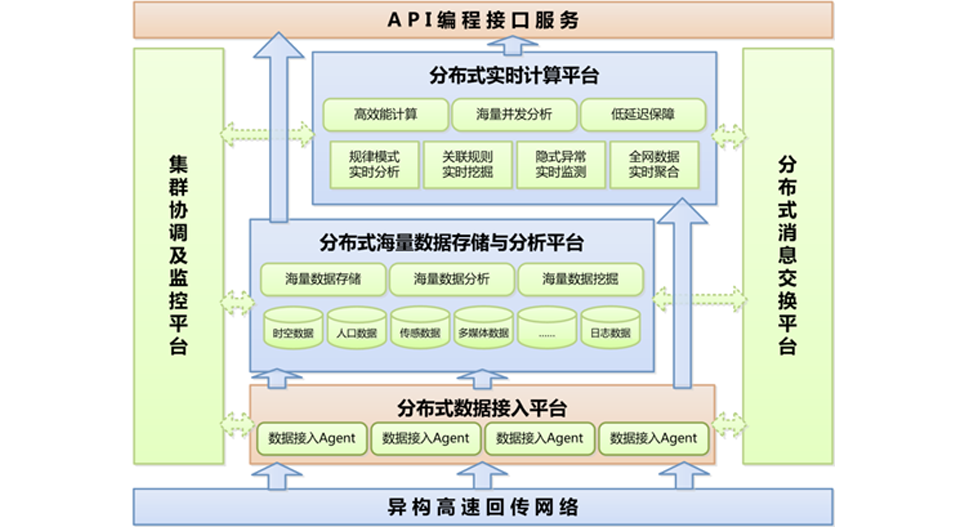 API编程接口服务
集群协调及监控平台
分布式实时计算平台
高效能计算
海量并发分析
低延迟保障
规律模式
实时分析
关联规则
实时挖掘
隐式异常
实时监测
全网数据
实时聚合
分布式海量数据存储与分析平台
海量数据存储
海量数据分析
海量数据挖掘
时空数据
人口数据
传感数据
多媒体数据
......
日志数据
分布式数据接入平台
数据接入Agent
数据接入Agent
数据接入Agent
数据接入Agent
分布式消息交换平台
异构高速回传网络